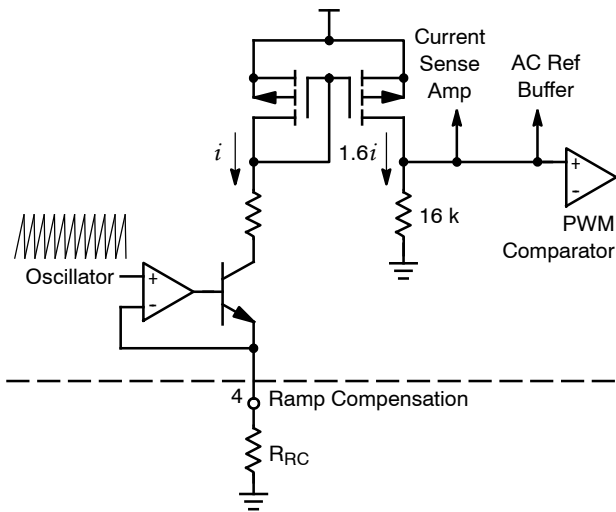 Current
Sense
Amp
AC Ref
Buffer
i
1.6i
+
-
16 k
PWM
Comparator
Oscillator
+
-
4
Ramp Compensation
RRC